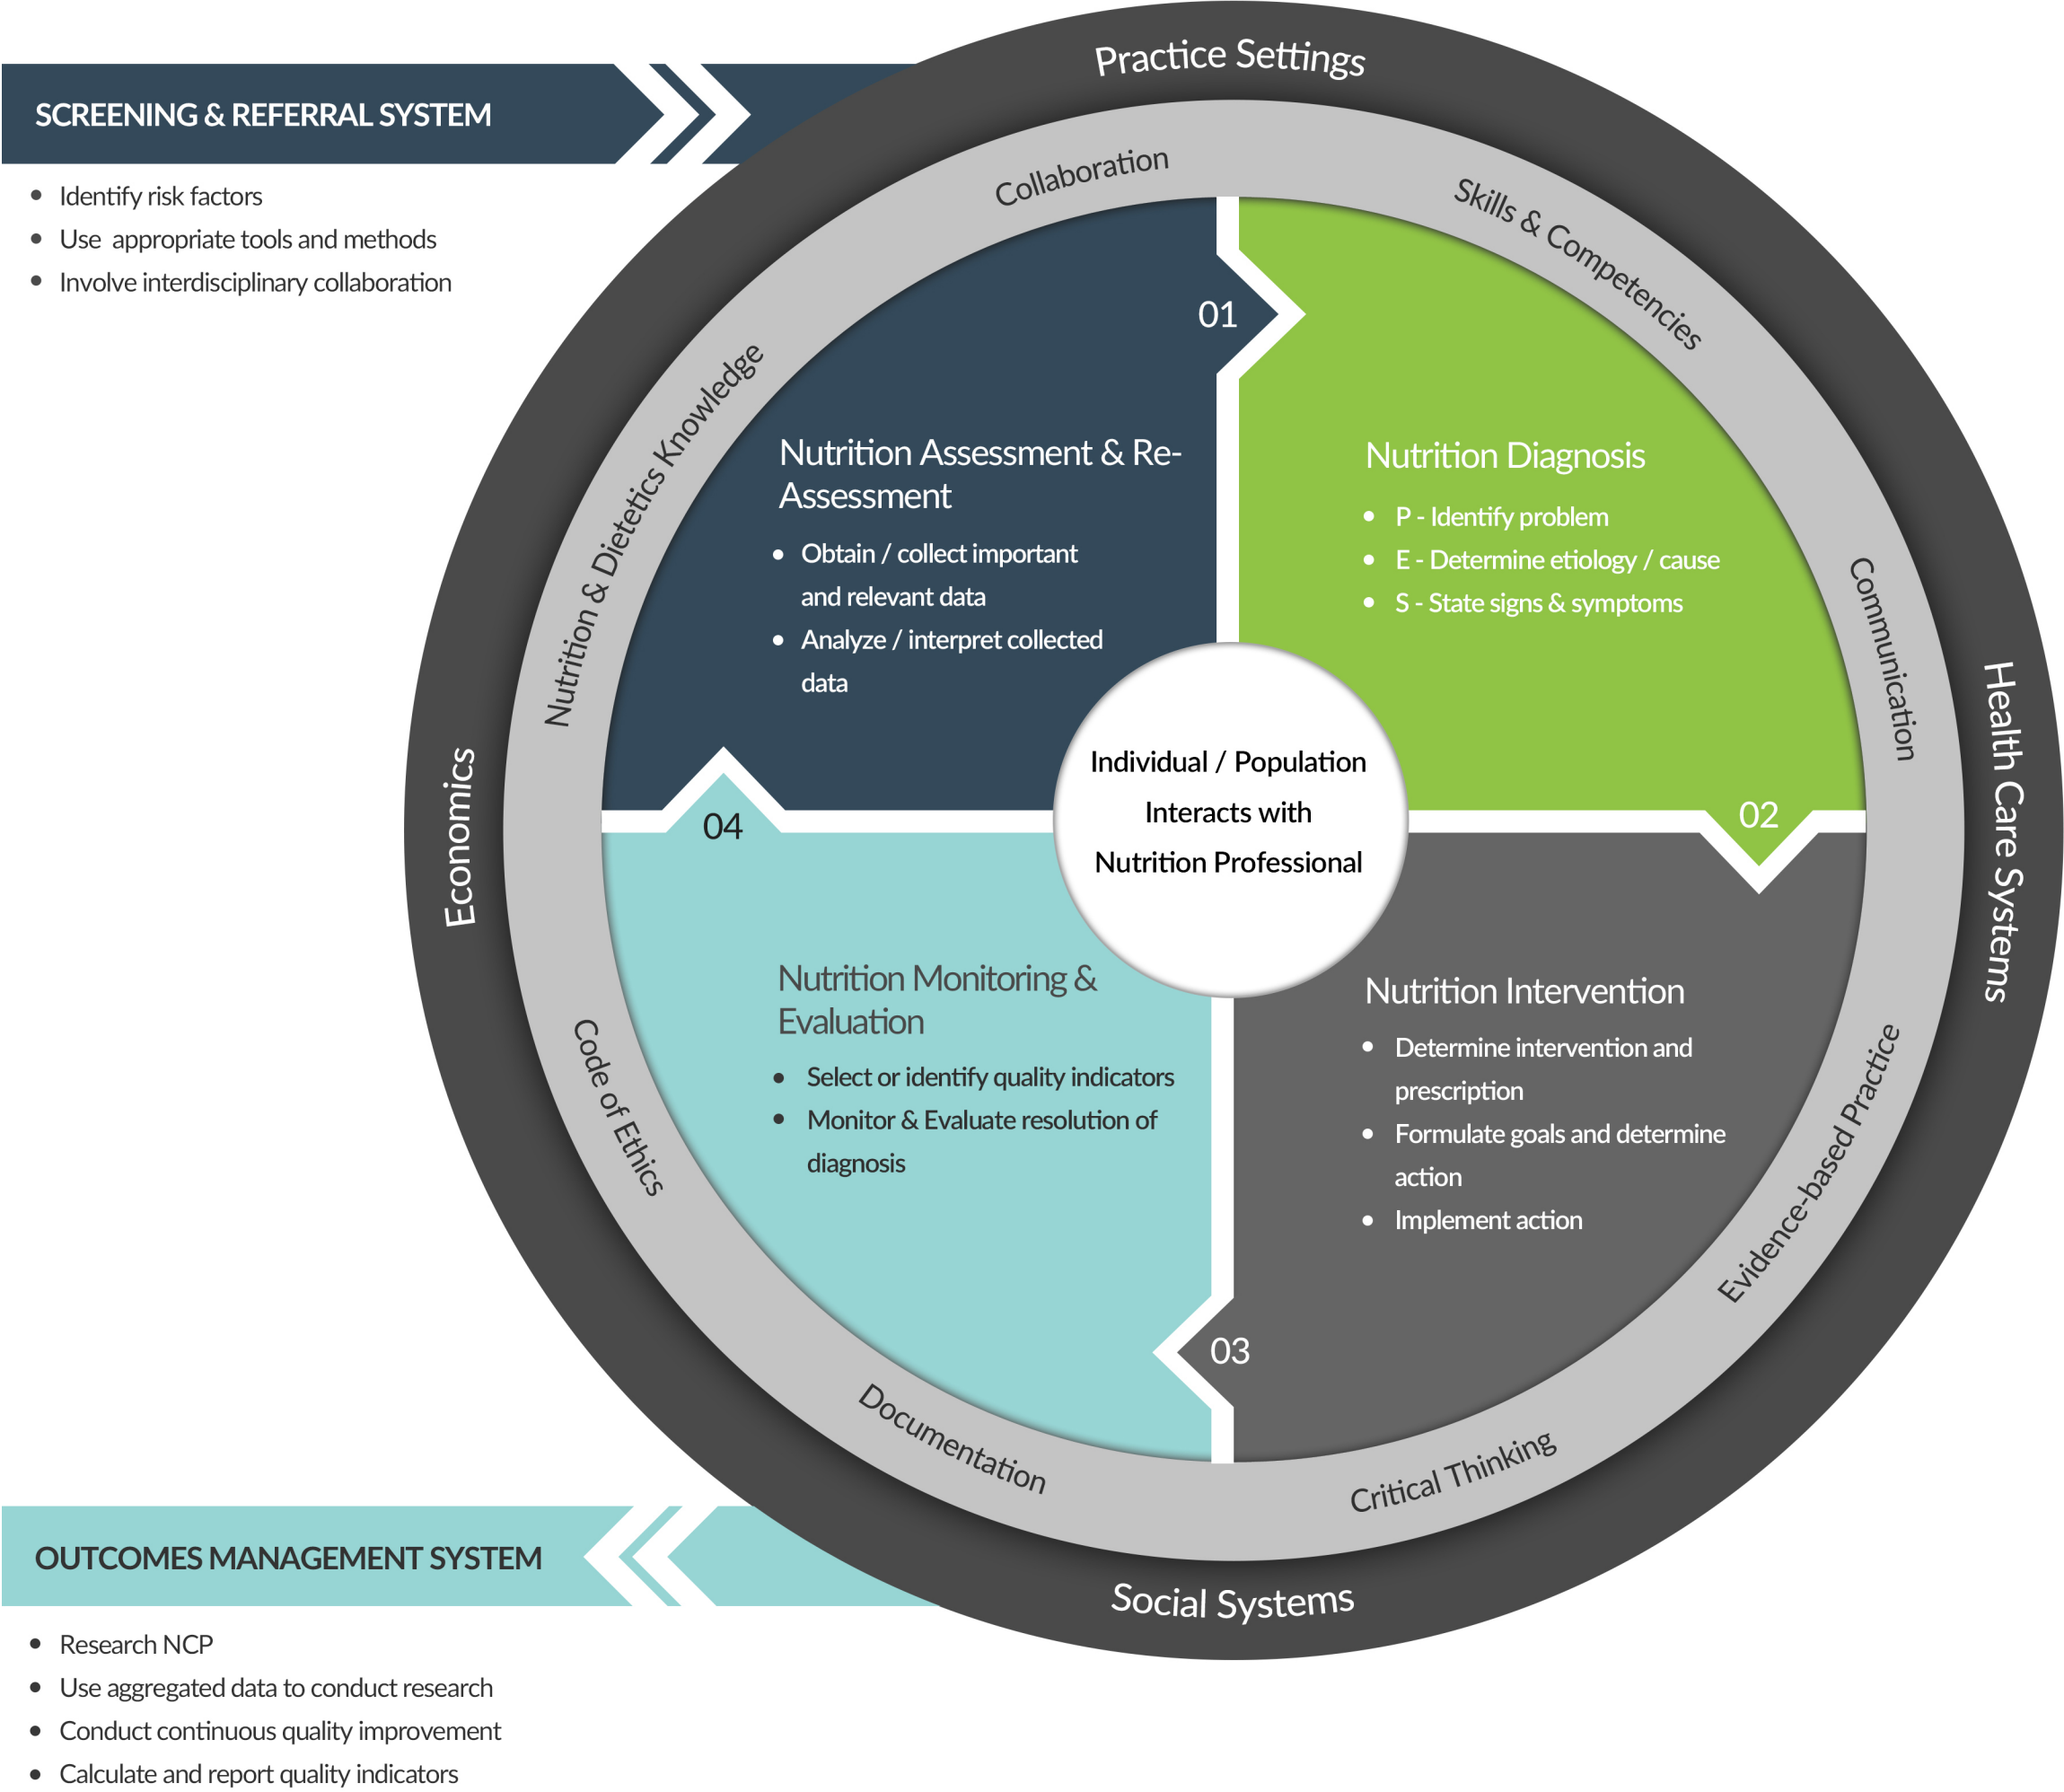 Practice Settings
SCREENING & REFERRAL SYSTEM
• Identify risk factors
• Use  appropriate tools and methods
• Involve interdisciplinary collaboration
Collaboration
Skills & Competencies
Nutrition & Dietetics Knowledge
Communication
Economics
Health Care Systems
Code of Ethics
Evidence-based Practice
Documentation
Critical Thinking
Social Systems
01
Nutrition Assessment & Re-
Assessment
• Obtain / collect important
and relevant data
• Analyze / interpret collected
data
Nutrition Diagnosis
• P - Identify problem
• E - Determine etiology / cause
• S - State signs & symptoms
02
Individual / Population
Interacts with
Nutrition Professional
Nutrition Intervention
• Determine intervention and
prescription
• Formulate goals and determine
action
• Implement action
03
04
Nutrition Monitoring &
Evaluation
• Select or identify quality indicators
• Monitor & Evaluate resolution of
diagnosis
OUTCOMES MANAGEMENT SYSTEM
• Research NCP
• Use aggregated data to conduct research
• Conduct continuous quality improvement
• Calculate and report quality indicators